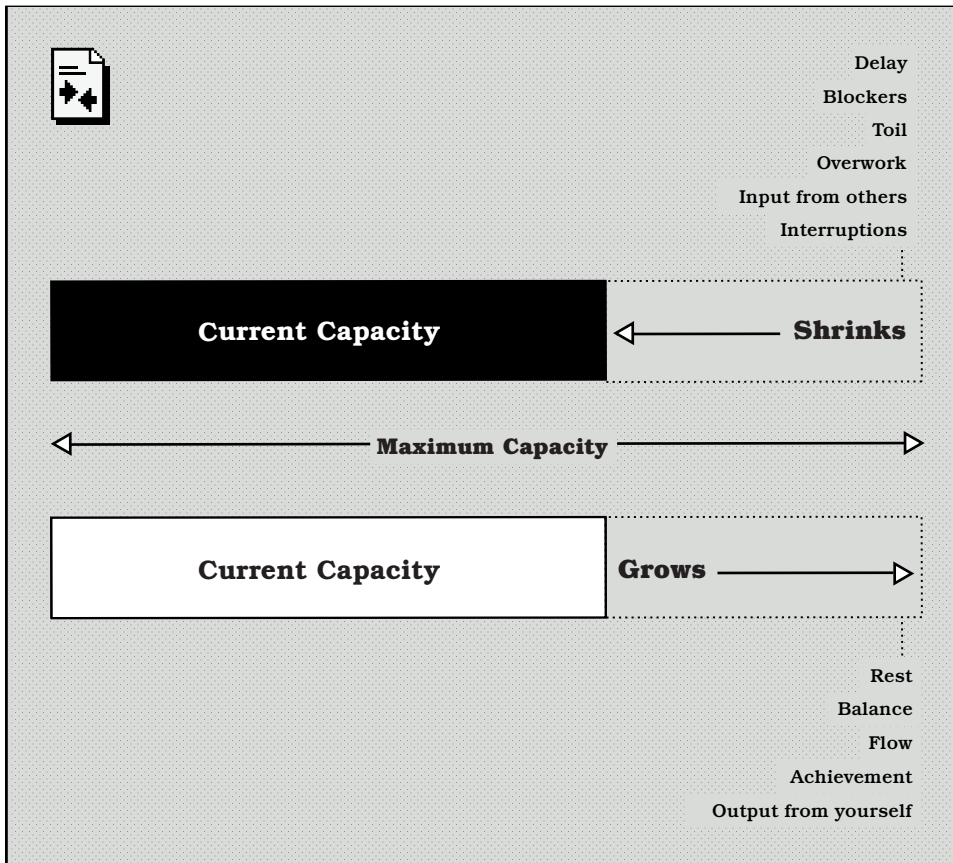 Delay
Blockers
Toil
Overwork
Input from others
Interruptions
Current Capacity
Shrinks
Maximum Capacity
Current Capacity
Grows
Rest
Balance
Flow
Achievement
Output from yourself